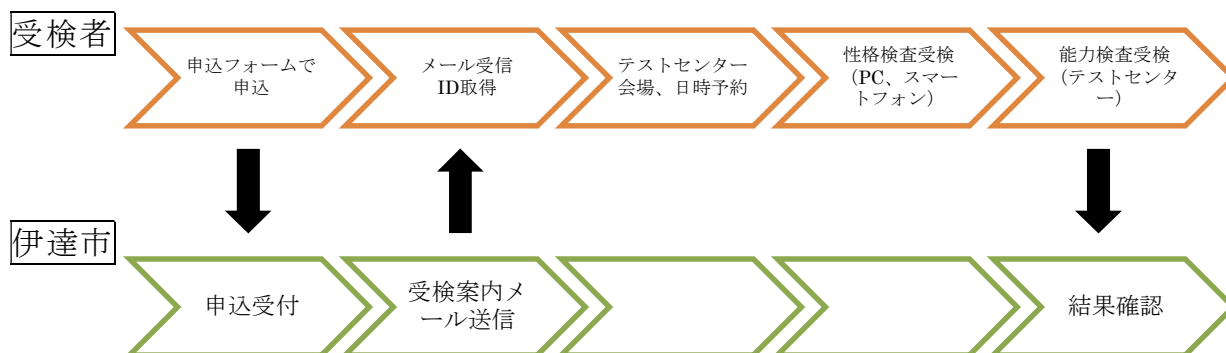 受検者
申込フォームで
申込
メール受信
ID取得
テストセンター
会場、日時予約
性格検査受検
（PC、スマー
トフォン）
能力検査受検
（テストセンタ
ー）
伊達市
申込受付
受検案内メ
ール送信
結果確認